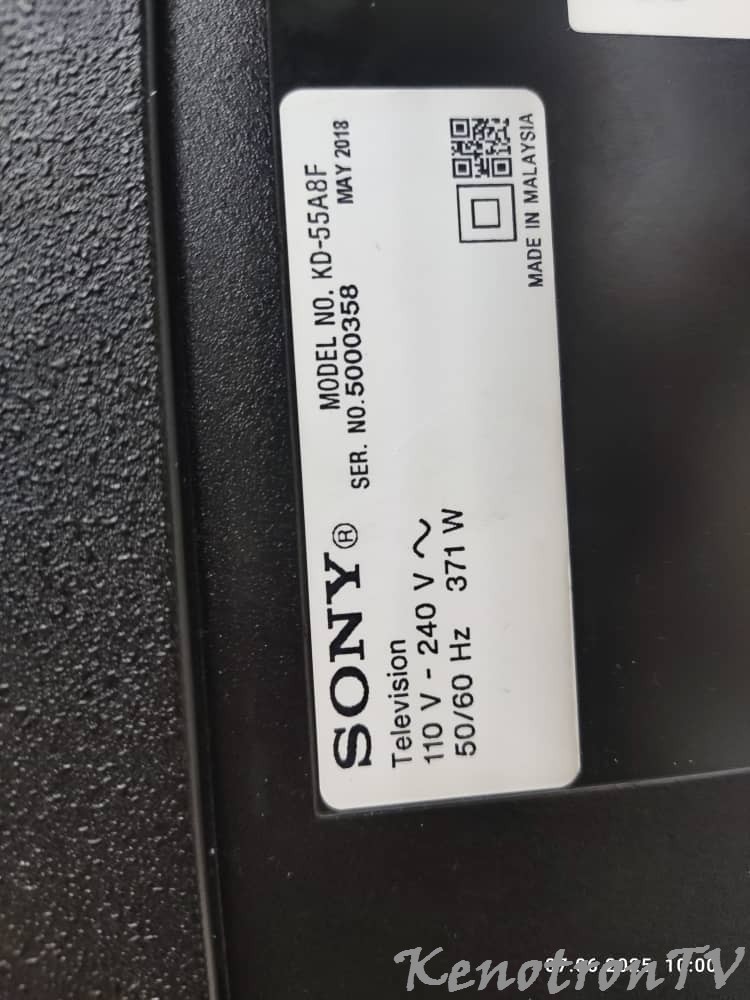 SONY®
MODEL NO. KD-55A8F
SER. NO.5000358
MAY 2018
Television
110 V - 240 V ~
50/60 Hz 371 W
MADE IN MALAYSIA
KenotronTV